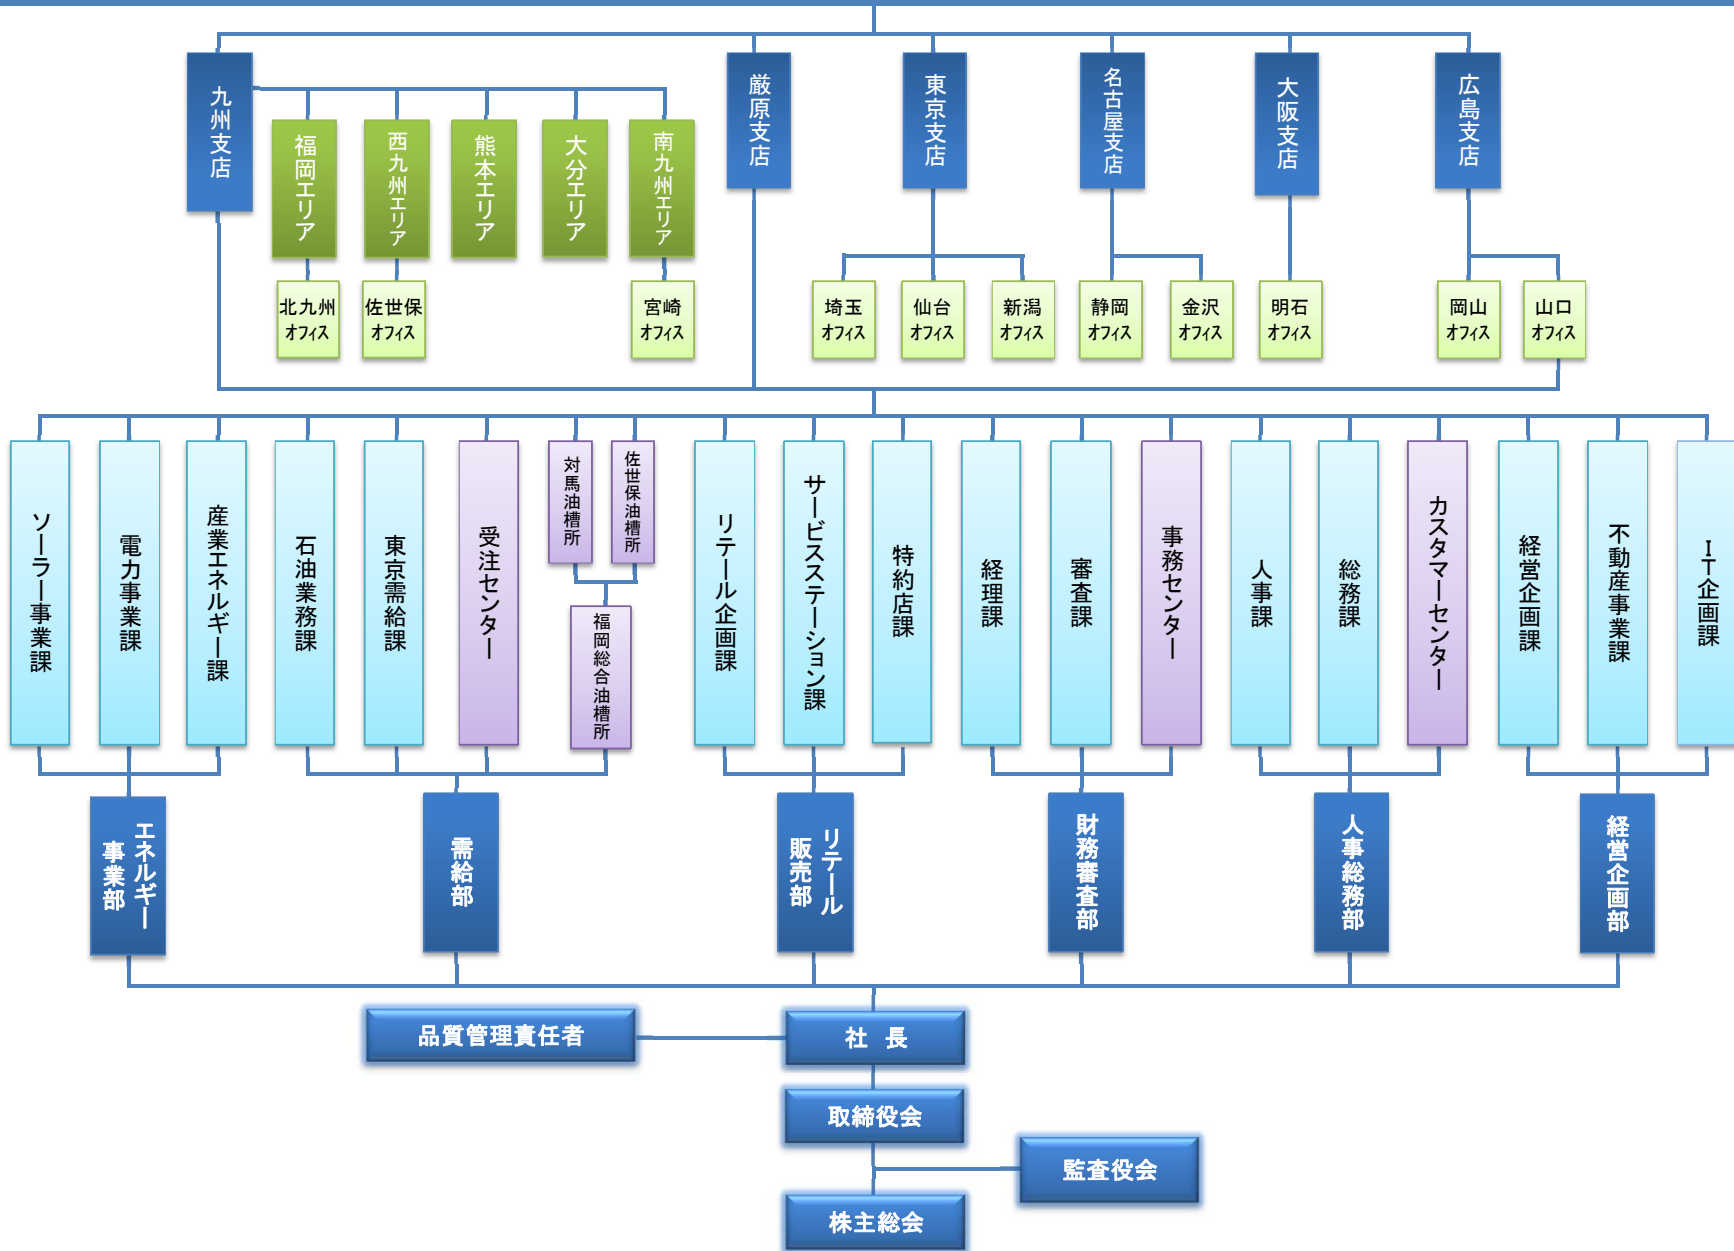 九州支店
厳原支店
東京支店
名古屋支店
大阪支店
広島支店
福岡エリア
西九州エリア
熊本エリア
大分エリア
南九州エリア
北九州
オフィス
佐世保
オフィス
宮崎
オフィス
埼玉
オフィス
仙台
オフィス
新潟
オフィス
静岡
オフィス
金沢
オフィス
明石
オフィス
岡山
オフィス
山口
オフィス
ソーラー事業課
電力事業課
産業エネルギー課
石油業務課
東京需給課
受注センター
対馬油槽所
佐世保油槽所
福岡総合油槽所
リテール企画課
サービスステーション課
特約店課
経理課
審査課
事務センター
人事課
総務課
カスタマーセンター
経営企画課
不動産事業課
IT企画課
エネルギー
事業部
需給部
リテール
販売部
財務審査部
人事総務部
経営企画部
品質管理責任者
社 長
取締役会
監査役会
株主総会